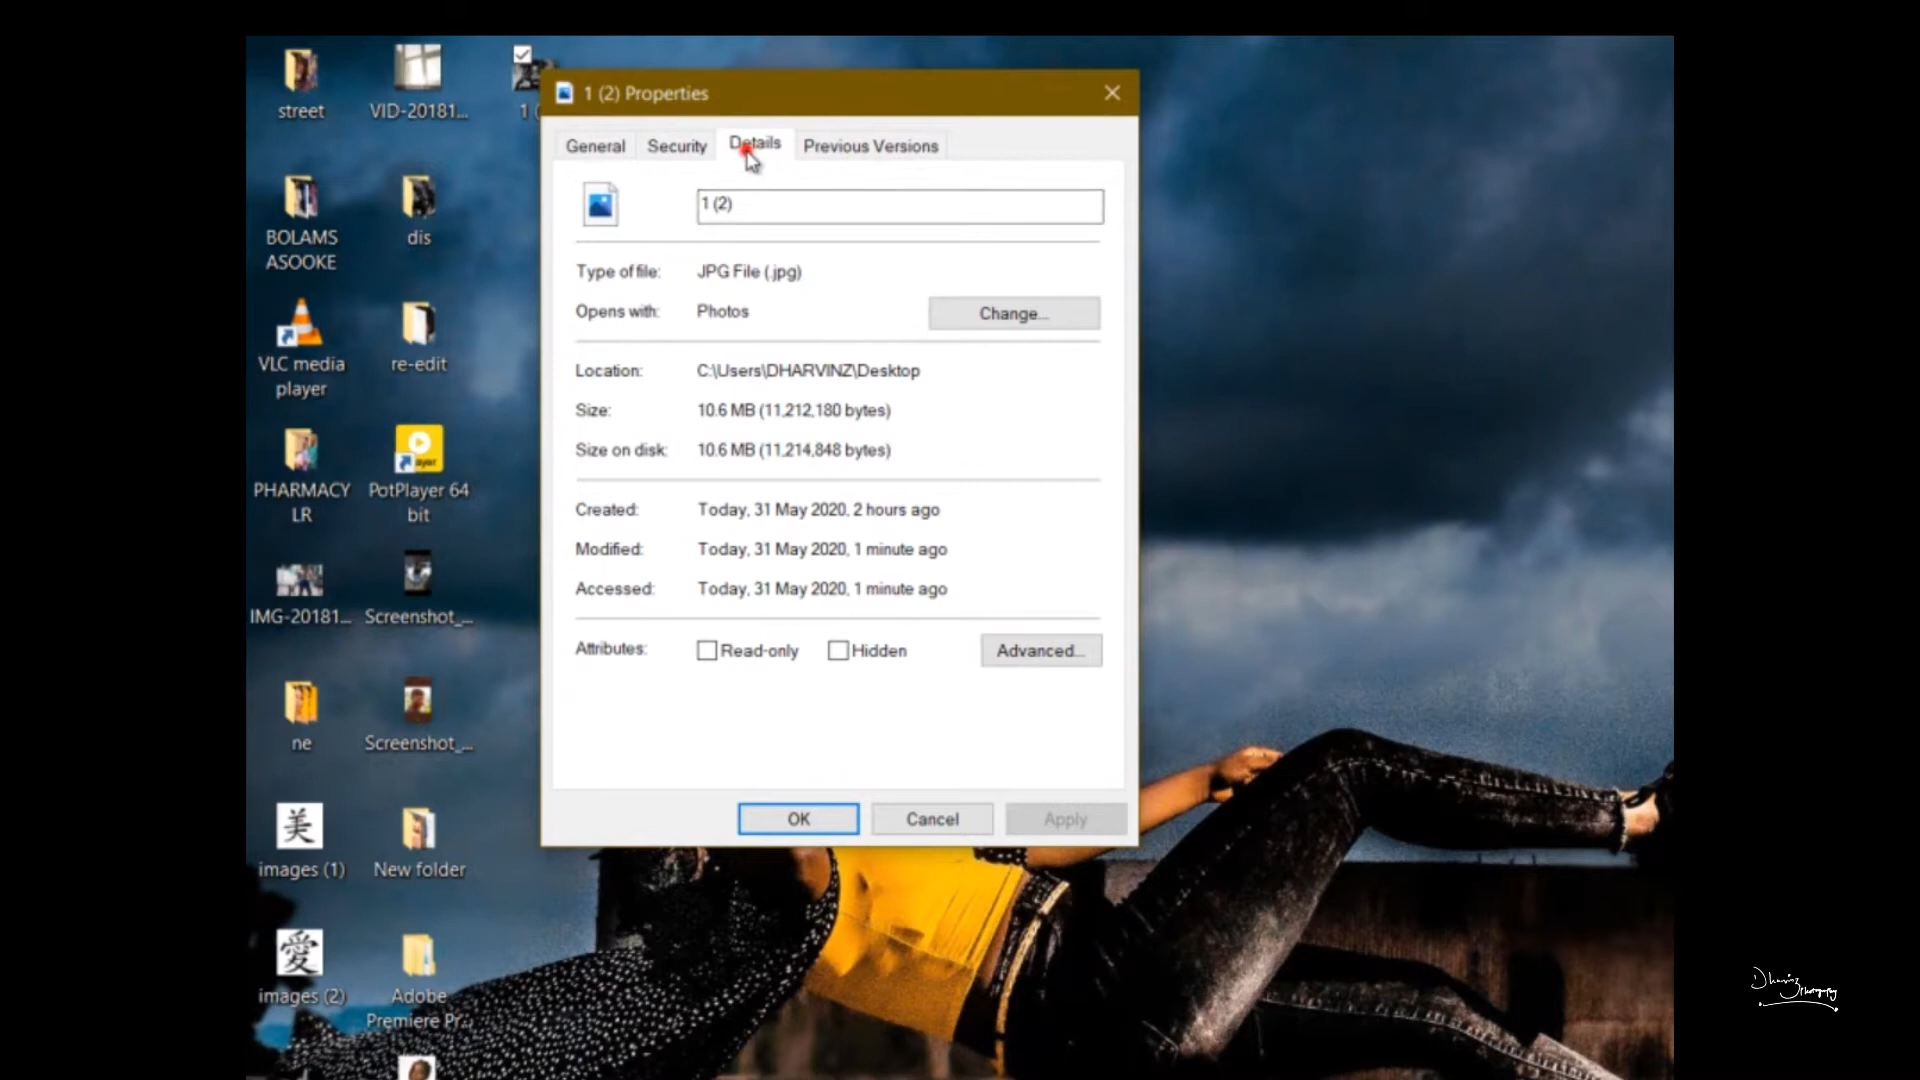 street
VID-20181...
1 (
BOLAMS
ASOOKE
dis
VLC media
player
re-edit
PHARMACY
LR
PotPlayer 64
bit
IMG-20181...
Screenshot_...
ne
Screenshot_...
美
images (1)
New folder
愛
images (2)
Adobe
Premiere Pr...
1 (2) Properties
General
Security
Details
Previous Versions
1 (2)
Type of file:
JPG File (.jpg)
Opens with:
Photos
Change...
Location:
C:\Users\DHARVINZ\Desktop
Size:
10.6 MB (11,212,180 bytes)
Size on disk:
10.6 MB (11,214,848 bytes)
Created:
Today, 31 May 2020, 2 hours ago
Modified:
Today, 31 May 2020, 1 minute ago
Accessed:
Today, 31 May 2020, 1 minute ago
Attributes:
Read-only
Hidden
Advanced...
OK
Cancel
Apply
Dharvinz
Photography